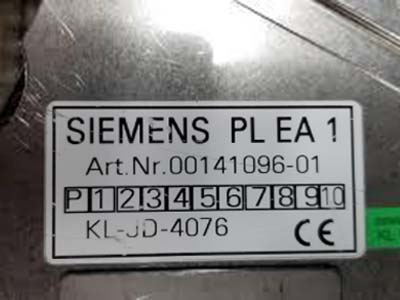 SIEMENS PL EA 1
Art.Nr.00141096-01
P 1 2 3 4 5 6 7 8 9 10
KL-JD-4076 CE